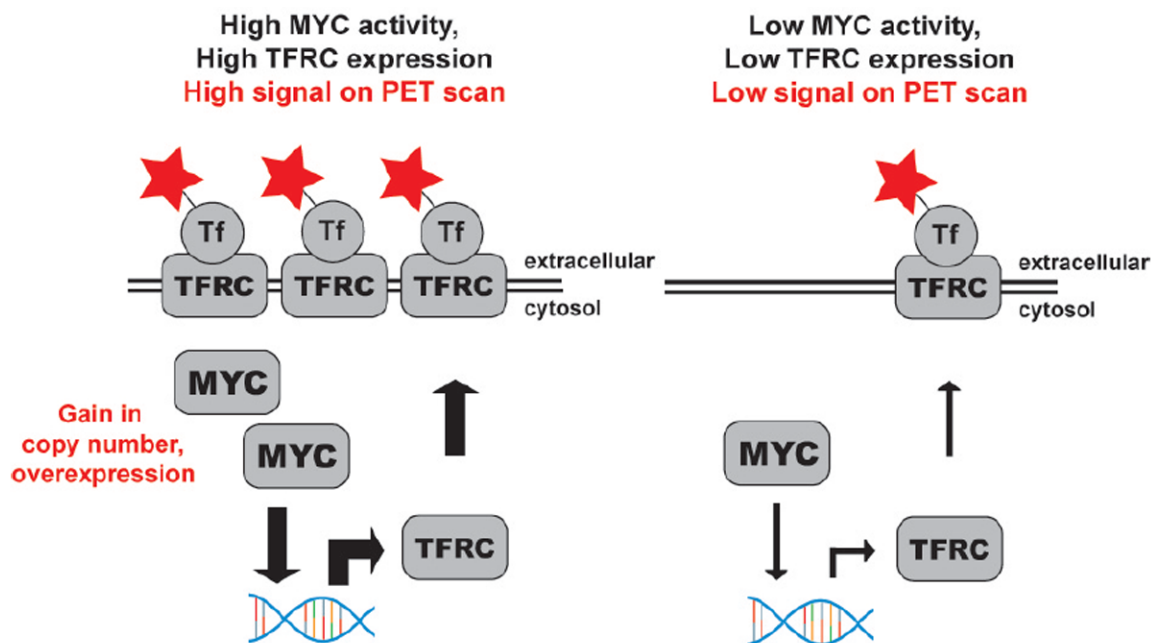 High MYC activity,
High TFRC expression
High signal on PET scan
Tf
Tf
Tf
TFRC
TFRC
TFRC
extracellular
cytosol
MYC
MYC
Gain in
copy number,
overexpression
TFRC
Low MYC activity,
Low TFRC expression
Low signal on PET scan
Tf
TFRC
extracellular
cytosol
MYC
TFRC